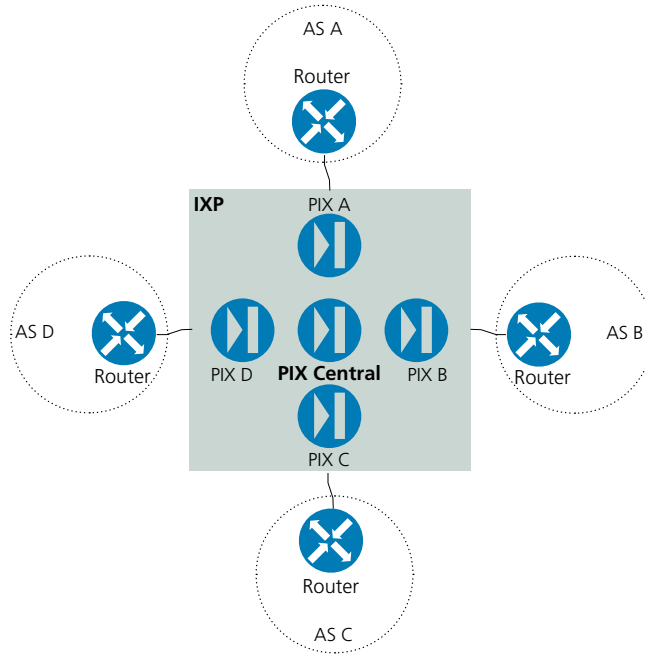 AS A
Router
IXP
PIX A
AS D
Router
PIX D
PIX Central
PIX B
Router
AS B
PIX C
Router
AS C